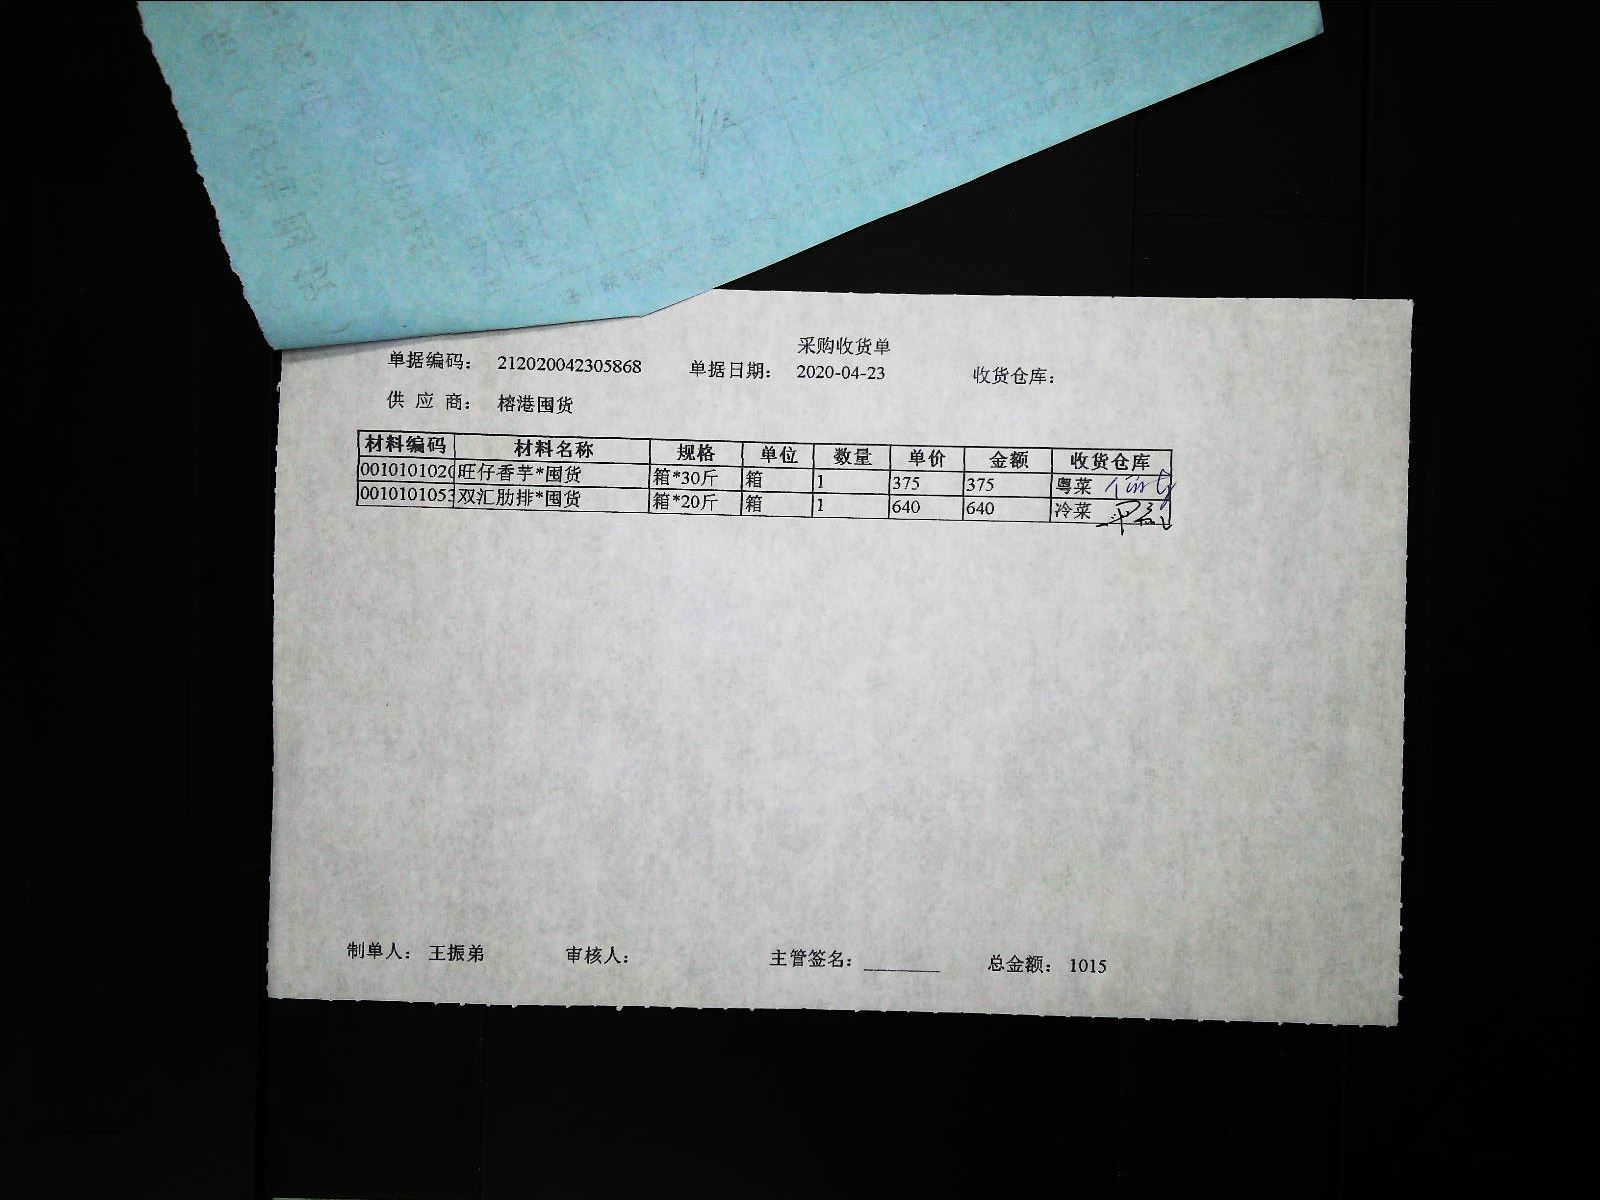 采购收货单
单据编码： 212020042305868 单据日期： 2020-04-23 收货仓库：
供 应 商： 榕港囤货
材料编码 材料名称 规格 单位 数量 单价 金额 收货仓库
0010101020 旺仔香芋*囤货 箱*30斤 箱 1 375 375 粤菜
0010101053 双汇肋排*囤货 箱*20斤 箱 1 640 640 冷菜
制单人： 王振弟 审核人： 主管签名： ________ 总金额： 1015